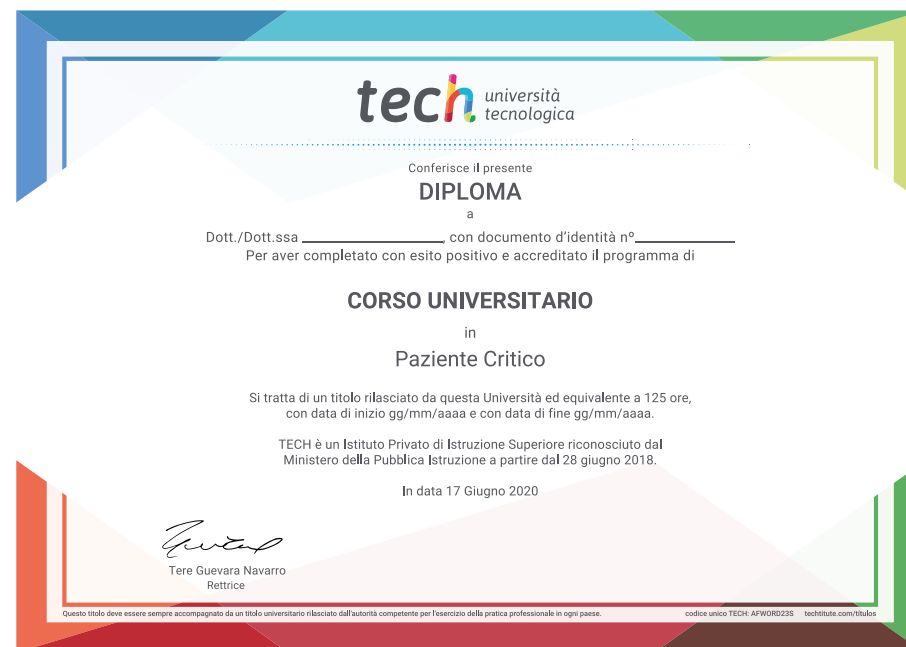 tech università
tecnologica
Conferisce il presente
DIPLOMA
a
Dott./Dott.ssa ____________________, con documento d'identità nº______________
Per aver completato con esito positivo e accreditato il programma di
CORSO UNIVERSITARIO
in
Paziente Critico
Si tratta di un titolo rilasciato da questa Università ed equivalente a 125 ore,
con data di inizio gg/mm/aaaa e con data di fine gg/mm/aaaa.
TECH è un Istituto Privato di Istruzione Superiore riconosciuto dal
Ministero della Pubblica Istruzione a partire dal 28 giugno 2018.
In data 17 Giugno 2020
Tere Guevara Navarro
Rettrice
Questo titolo deve essere sempre accompagnato da un titolo universitario rilasciato dall'autorità competente per l'esercizio della pratica professionale in ogni paese. codice unico TECH: AFWORD23S techtitute.com/titulos